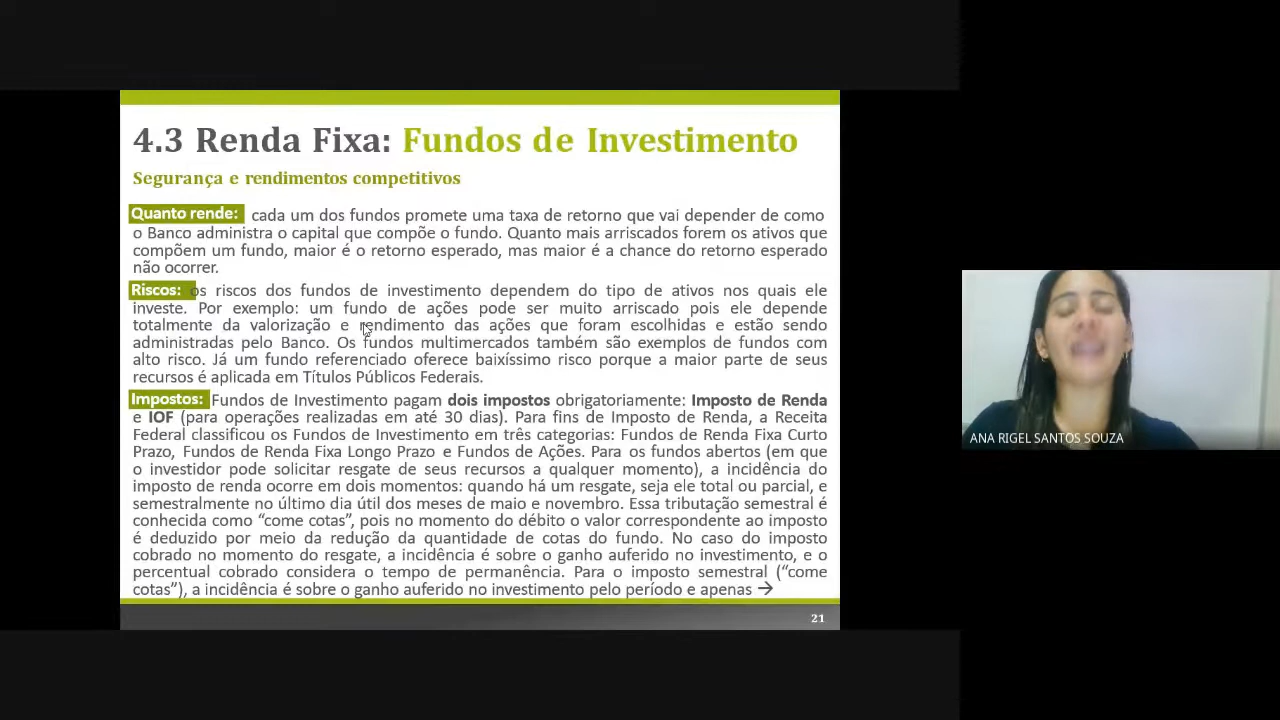 4.3 Renda Fixa: Fundos de Investimento
Segurança e rendimentos competitivos
Quanto rende: cada um dos fundos promete uma taxa de retorno que vai depender de como
o Banco administra o capital que compõe o fundo. Quanto mais arriscados forem os ativos que
compõem um fundo, maior é o retorno esperado, mas maior é a chance do retorno esperado
não ocorrer.
Riscos: os riscos dos fundos de investimento dependem do tipo de ativos nos quais ele
investe. Por exemplo: um fundo de ações pode ser muito arriscado pois ele depende
totalmente da valorização e rendimento das ações que foram escolhidas e estão sendo
administradas pelo Banco. Os fundos multimercados também são exemplos de fundos com
alto risco. Já um fundo referenciado oferece baixíssimo risco porque a maior parte de seus
recursos é aplicada em Títulos Públicos Federais.
Impostos: Fundos de Investimento pagam dois impostos obrigatoriamente: Imposto de Renda
e IOF (para operações realizadas em até 30 dias). Para fins de Imposto de Renda, a Receita
Federal classificou os Fundos de Investimento em três categorias: Fundos de Renda Fixa Curto
Prazo, Fundos de Renda Fixa Longo Prazo e Fundos de Ações. Para os fundos abertos (em que
o investidor pode solicitar resgate de seus recursos a qualquer momento), a incidência do
imposto de renda ocorre em dois momentos: quando há um resgate, seja ele total ou parcial, e
semestralmente no último dia útil dos meses de maio e novembro. Essa tributação semestral é
conhecida como “come cotas”, pois no momento do débito o valor correspondente ao imposto
é deduzido por meio da redução da quantidade de cotas do fundo. No caso do imposto
cobrado no momento do resgate, a incidência é sobre o ganho auferido no investimento, e o
percentual cobrado considera o tempo de permanência. Para o imposto semestral (“come
cotas”), a incidência é sobre o ganho auferido no investimento pelo período e apenas →
21
ANA RIGEL SANTOS SOUZA